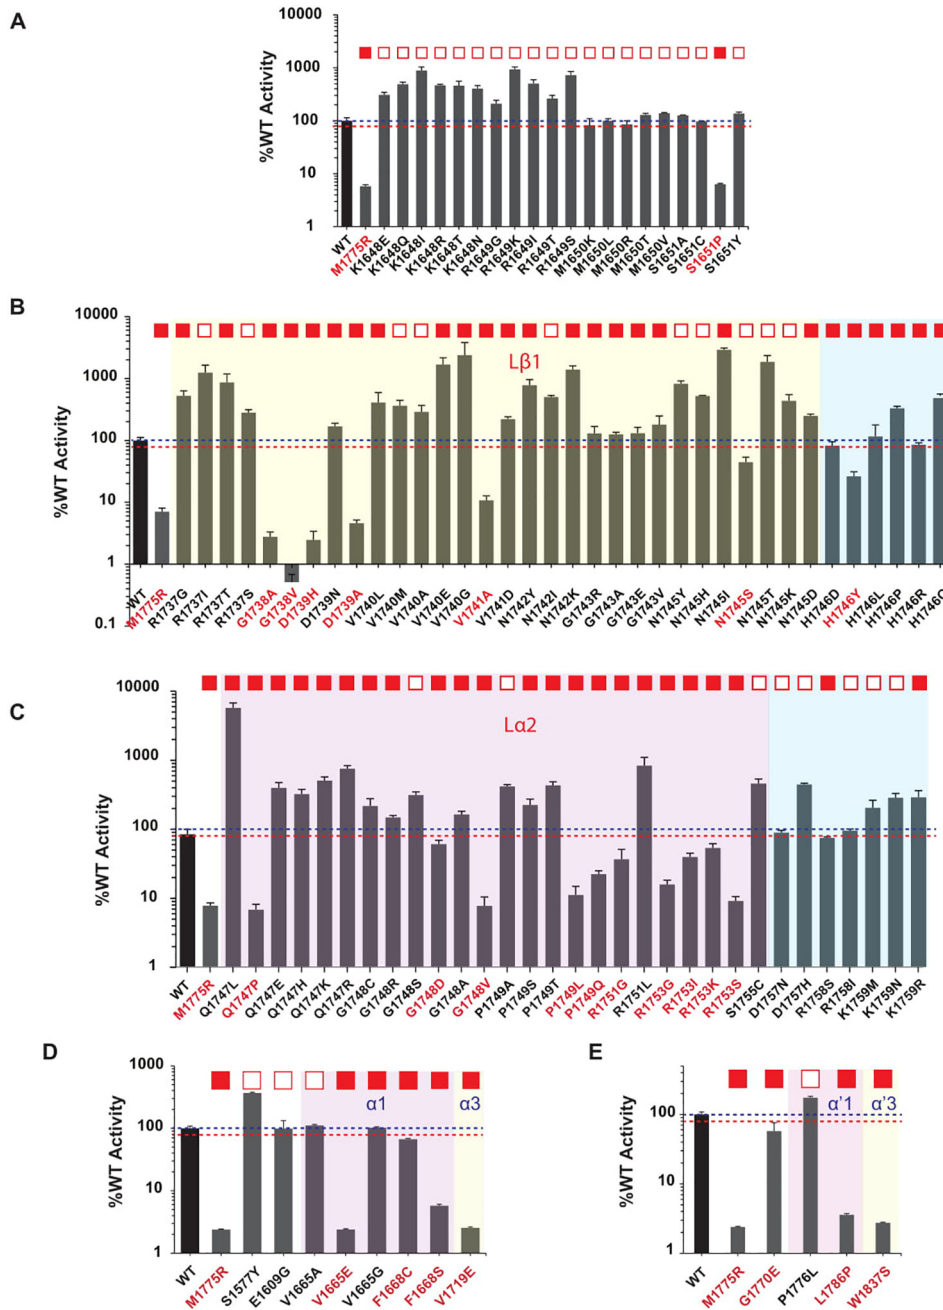 A
10000
1000
100
10
1
%WT Activity
WT
M1775R
K1648E
K1648Q
K1648I
K1648R
K1648T
K1648N
R1649G
R1649K
R1649I
R1649T
R1649S
M1650K
M1650L
M1650R
M1650T
M1650V
S1651A
S1651C
S1651P
S1651Y
B
10000
1000
100
10
1
0.1
%WT Activity
Lβ1
WT
M1775R
R1737G
R1737I
R1737T
R1737S
G1738A
G1738V
D1739H
D1739N
D1739A
V1740L
V1740M
V1740A
V1740E
V1740G
V1741A
V1741D
N1742Y
N1742I
N1742K
G1743R
G1743A
G1743E
G1743V
N1745Y
N1745H
N1745I
N1745S
N1745T
N1745K
N1745D
H1746D
H1746Y
H1746L
H1746P
H1746R
C
10000
1000
100
10
1
%WT Activity
Lα2
WT
M1775R
Q1747L
Q1747P
Q1747E
Q1747H
Q1747K
Q1747R
G1748C
G1748R
G1748S
G1748D
G1748A
G1748V
P1749A
P1749S
P1749T
P1749L
P1749Q
R1751G
R1751L
R1753G
R1753I
R1753K
R1753S
S1755C
D1757N
D1757H
R1758S
R1758I
K1759M
K1759N
K1759R
D
1000
100
10
1
%WT Activity
α1
α3
WT
M1775R
S1577Y
E1609G
V1665A
V1665E
V1665G
F1668C
F1668S
V1719E
E
100
10
1
%WT Activity
α'1
α'3
WT
M1775R
G1770E
P1776L
L1786P
W1837S